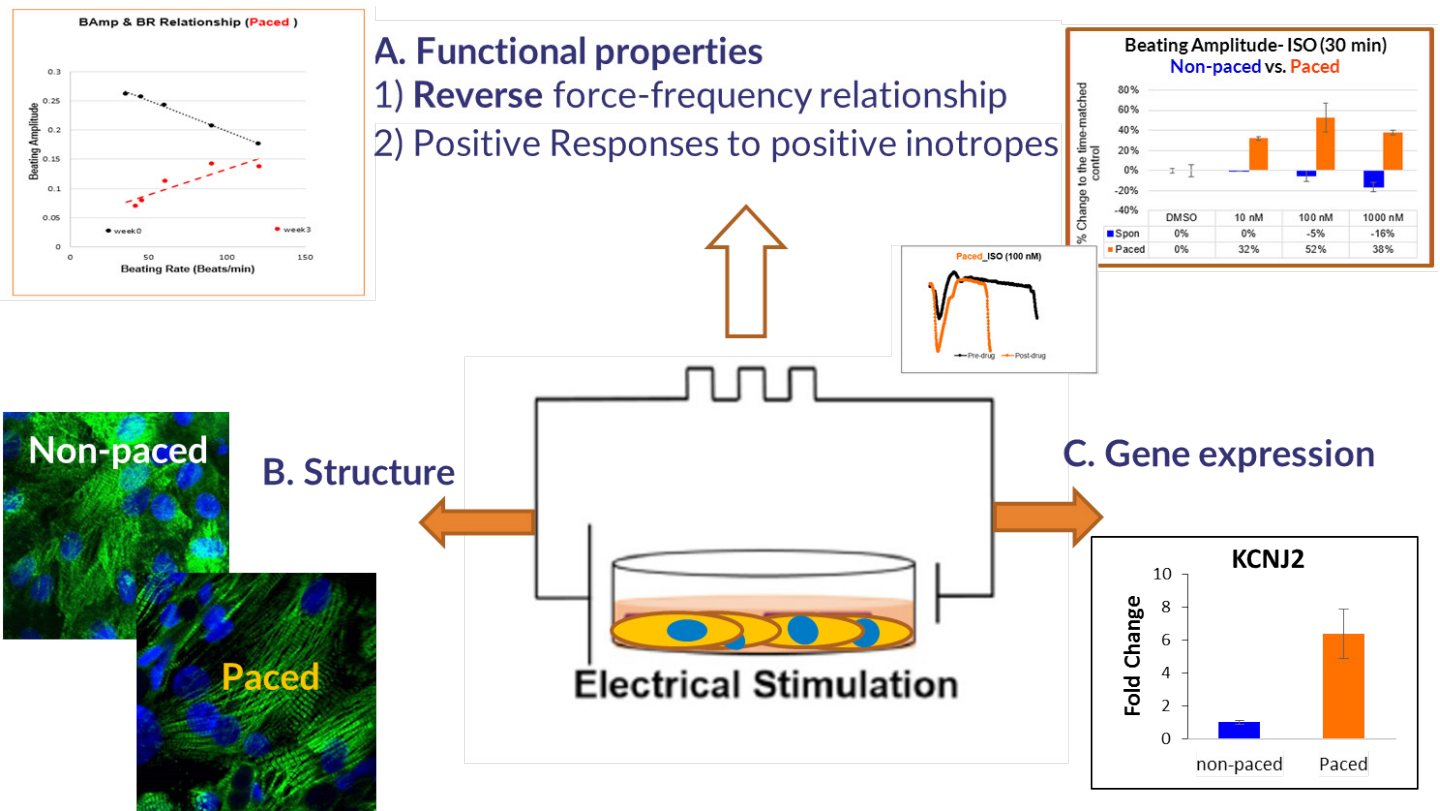 BAmp & BR Relationship (Paced )
0.3
0.25
0.2
0.15
0.1
0.05
0
0
50
100
150
Beating Amplitude
week0
week3
Beating Rate (Beats/min)
A. Functional properties
1) Reverse force-frequency relationship
2) Positive Responses to positive inotropes
Beating Amplitude- ISO (30 min)
Non-paced vs. Paced
% Change to the time-matched
control
80%
60%
40%
20%
0%
-20%
-40%
DMSO 10 nM 100 nM 1000 nM
Spon 0% 0% -5% -16%
Paced 0% 32% 52% 38%
Paced_ISO (100 nM)
Pre-drug Post-drug
Non-paced
B. Structure
Paced
Electrical Stimulation
C. Gene expression
KCNJ2
Fold Change
10
8
6
4
2
0
non-paced Paced